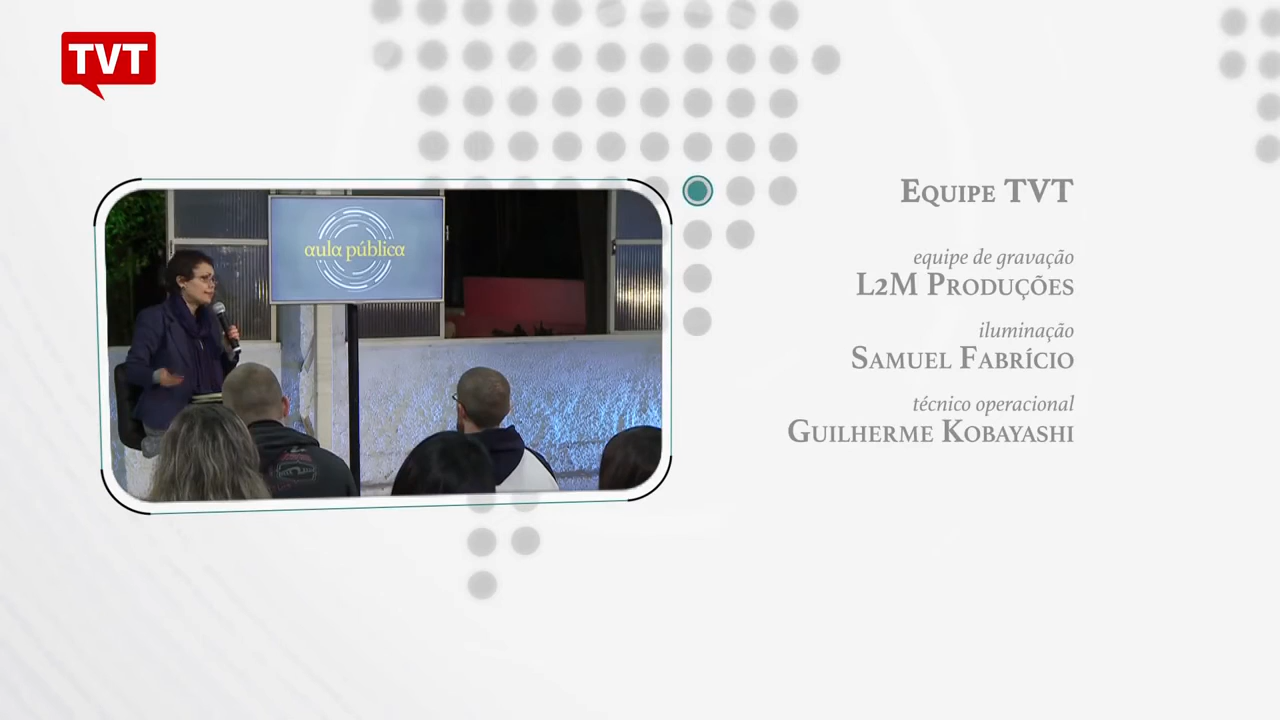 TVT
aula pública
Equipe TVT
equipe de gravação
L2M Produções
iluminação
Samuel Fabrício
técnico operacional
Guilherme Kobayashi